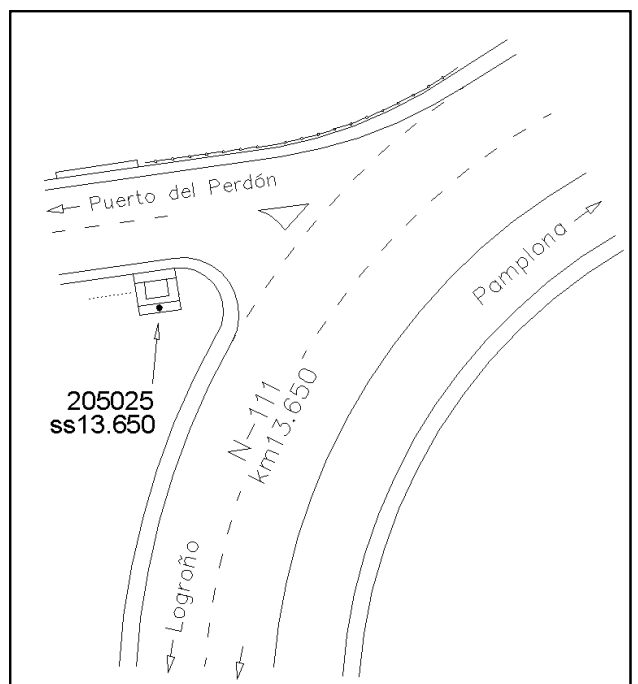 Puerto del Perdón
Pamplona
205025
ss13.650
N-111
km13.650
Logroño